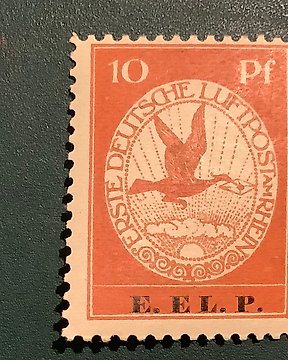 10 Pf
ERSTE DEUTSCHE LUFTPOST AM RHEIN
E. EL. P.